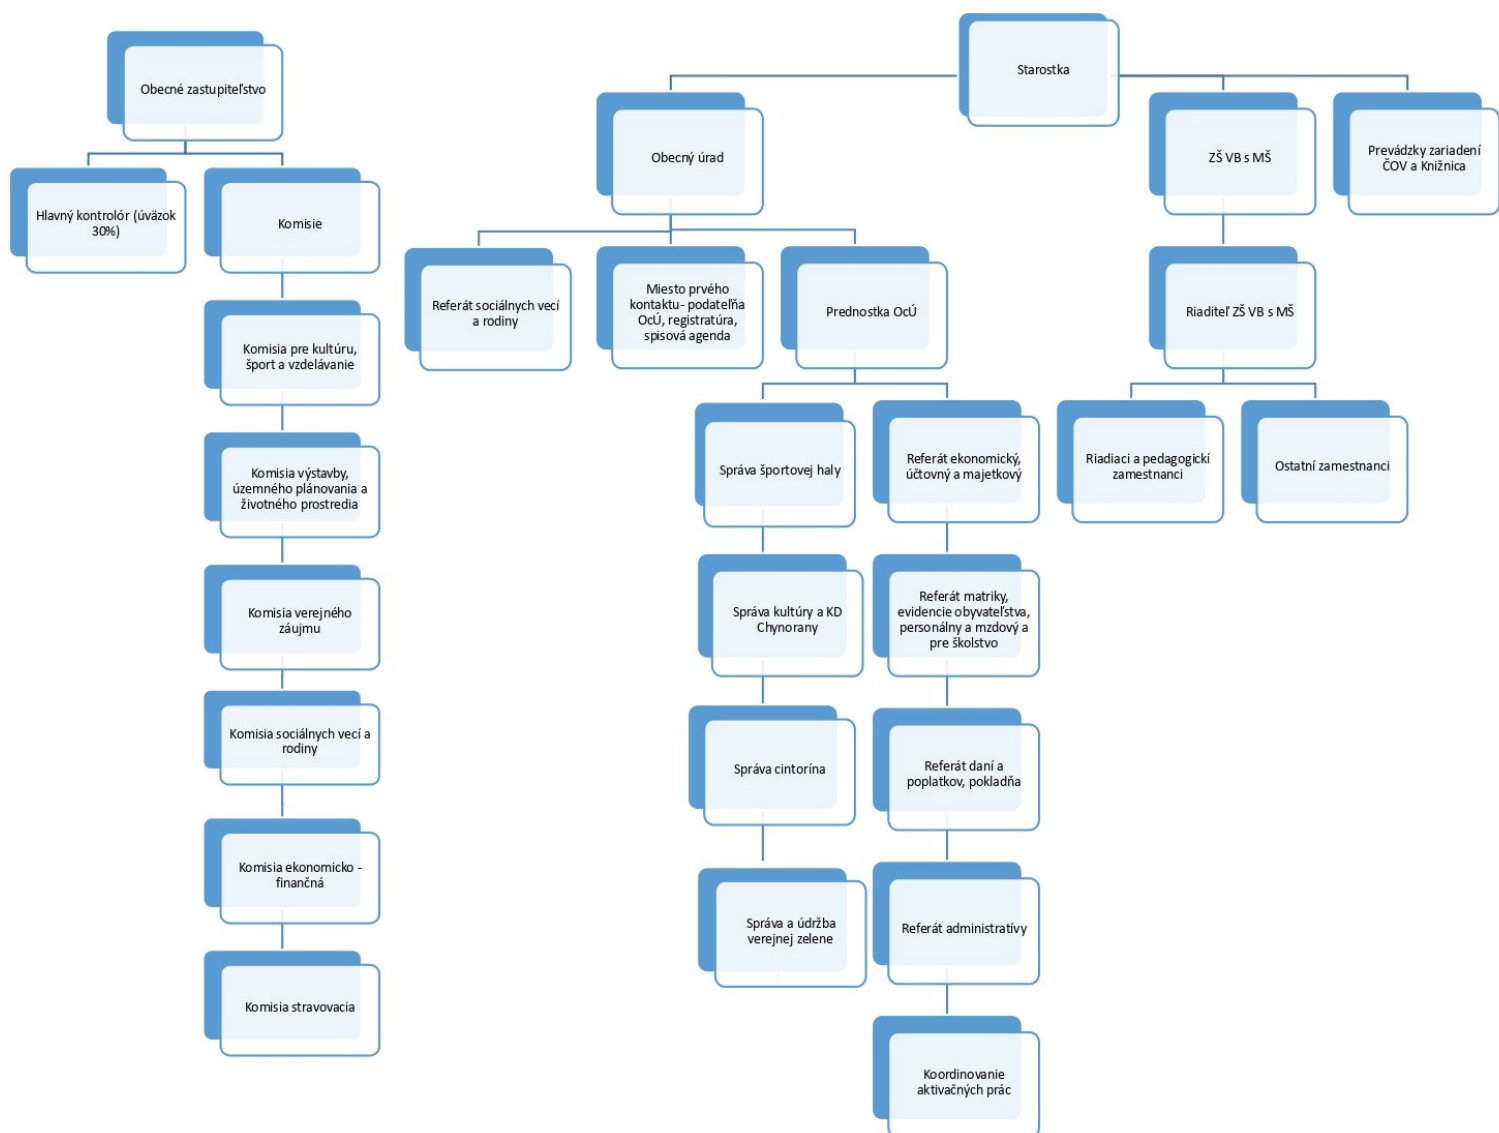 Obecné zastupiteľstvo
Hlavný kontrolór (úväzok
30%)
Komisie
Komisia pre kultúru,
šport a vzdelávanie
Komisia výstavby,
územného plánovania a
životného prostredia
Komisia verejného
záujmu
Komisia sociálnych vecí a
rodiny
Komisia ekonomicko -
finančná
Komisia stravovacia
Starostka
Obecný úrad
Referát sociálnych vecí
a rodiny
Miesto prvého
kontaktu- podateľňa
OcÚ, registratúra,
spisová agenda
Prednostka OcÚ
Správa športovej haly
Správa kultúry a KD
Chynorany
Správa cintorína
Správa a údržba
verejnej zelene
Referát ekonomický,
účtovný a majetkový
Referát matriky,
evidencie obyvateľstva,
personálny a mzdový a
pre školstvo
Referát daní a
poplatkov, pokladňa
Referát administratívy
Koordinovanie
aktivačných prác
ZŠ VB s MŠ
Riaditeľ ZŠ VB s MŠ
Riadiaci a pedagogickí
zamestnanci
Ostatní zamestnanci
Prevádzky zariadení
ČOV a Knižnica